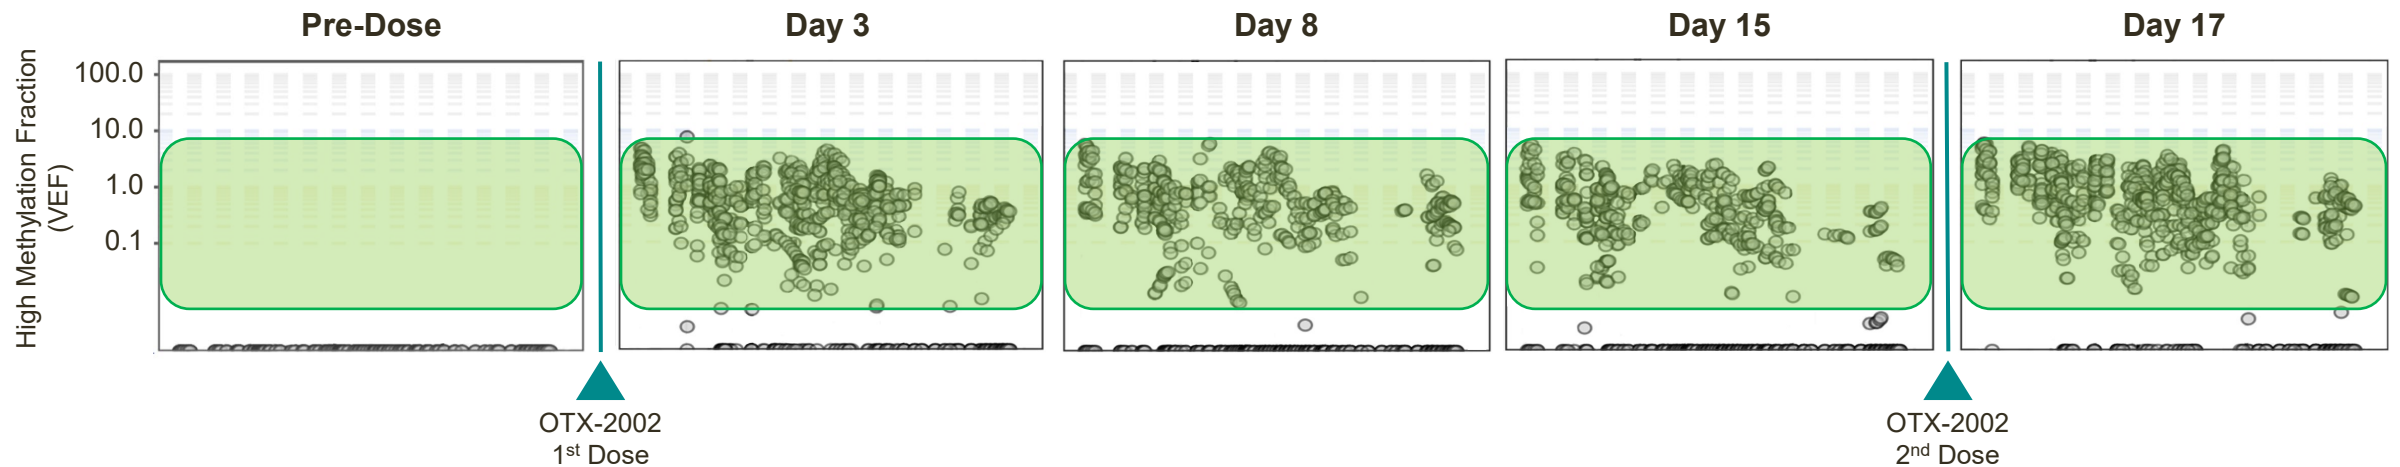 Pre-Dose
Day 3
Day 8
Day 15
Day 17
High Methylation Fraction
(VEF)
100.0
10.0
1.0
0.1
OTX-2002
1st Dose
OTX-2002
2nd Dose